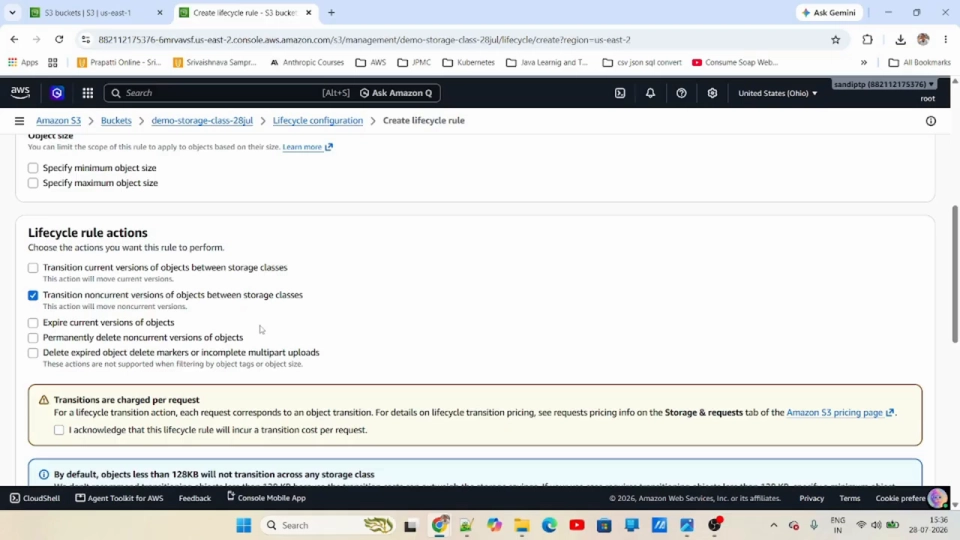 S3 buckets | S3 | us-east-1
Create lifecycle rule - S3 bucke
Ask Gemini
882112175376-6mrvavsf.us-east-2.console.aws.amazon.com/s3/management/demo-storage-class-28jul/lifecycle/create?region=us-east-2
Apps
Prapatti Online - Sri...
Srivaishnava Sampr...
Anthropic Courses
AWS
JPMC
Kubernetes
Java Learnig and T...
csv json sql convert
Consume Soap Web...
All Bookmarks
aws
Search
[Alt+S]
Ask Amazon Q
United States (Ohio)
sandiptp (882112175376)
root
Amazon S3 > Buckets > demo-storage-class-28jul > Lifecycle configuration > Create lifecycle rule
Object size
You can limit the scope of this rule to apply to objects based on their size. Learn more
Specify minimum object size
Specify maximum object size
Lifecycle rule actions
Choose the actions you want this rule to perform.
Transition current versions of objects between storage classes
This action will move current versions.
Transition noncurrent versions of objects between storage classes
This action will move noncurrent versions.
Expire current versions of objects
Permanently delete noncurrent versions of objects
Delete expired object delete markers or incomplete multipart uploads
These actions are not supported when filtering by object tags or object size.
Transitions are charged per request
For a lifecycle transition action, each request corresponds to an object transition. For details on lifecycle transition pricing, see requests pricing info on the Storage & requests tab of the Amazon S3 pricing page.
I acknowledge that this lifecycle rule will incur a transition cost per request.
By default, objects less than 128KB will not transition across any storage class
CloudShell
Agent Toolkit for AWS
Feedback
Console Mobile App
© 2026, Amazon Web Services, Inc. or its affiliates.
Privacy
Terms
Cookie prefere
Search
ENG
IN
15:36
28-07-2026